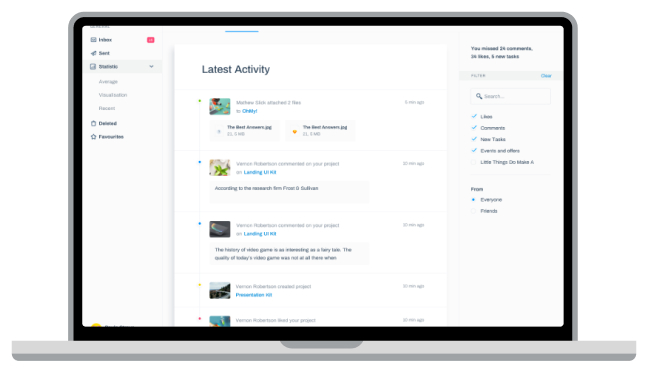 Inbox
Sent
Statistic
Average
Visualisation
Recent
Deleted
Favourites
Latest Activity
Mathew Glick attached 2 files
to OhMy!
5 min ago
The Best Answers.jpg
21, 5 MB
The Best Answers.jpg
21, 5 MB
Vernon Robertson commented on your project
on Landing UI Kit
10 min ago
According to the research firm Frost & Sullivan
Vernon Robertson commented on your project
on Landing UI Kit
10 min ago
The history of video game is as interesting as a fairy tale. The
quality of today's video game was not at all there when
Vernon Robertson created project
Presentation Kit
10 min ago
Vernon Robertson liked your project
10 min ago
You missed 24 comments,
34 likes, 5 new tasks
FILTER
Clear
Search...
Likes
Comments
New Tasks
Events and offers
Little Things Do Make A
From
Everyone
Friends